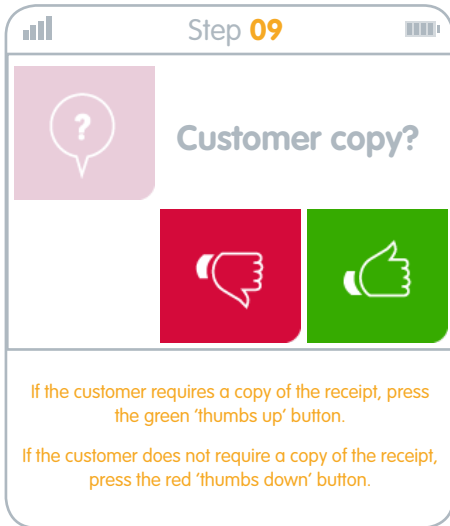 Step 09
?
Customer copy?
If the customer requires a copy of the receipt, press
the green ‘thumbs up’ button.
If the customer does not require a copy of the receipt,
press the red ‘thumbs down’ button.